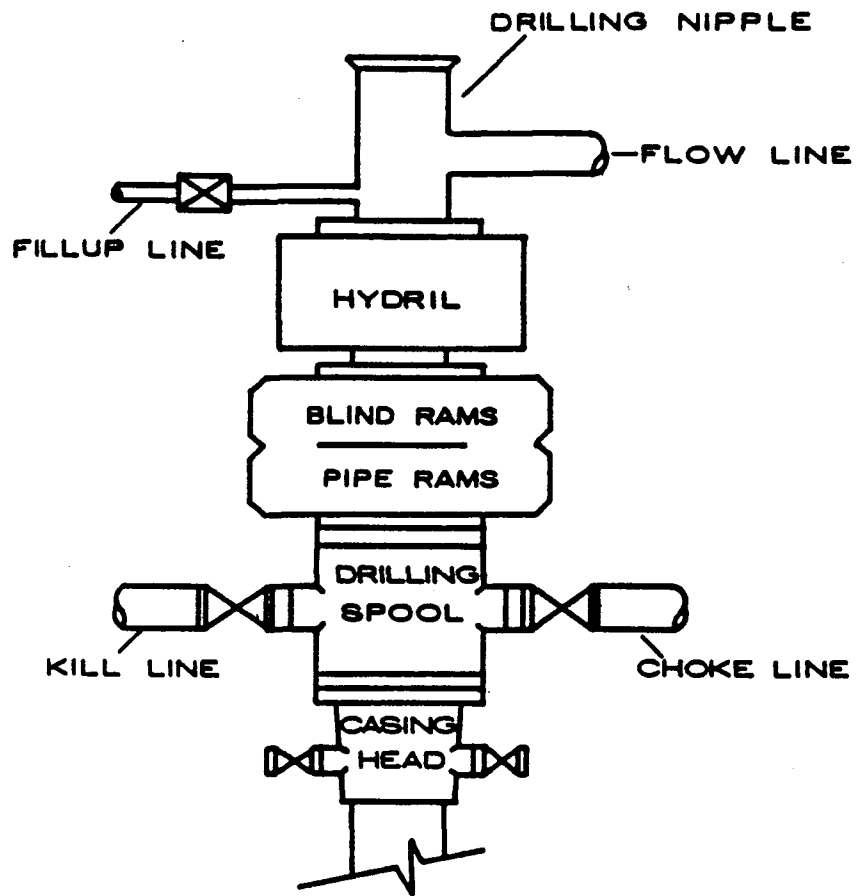 DRILLING NIPPLE
FLOW LINE
FILLUP LINE
HYDRIL
BLIND RAMS
PIPE RAMS
DRILLING
SPOOL
KILL LINE
CHOKE LINE
CASING
HEAD